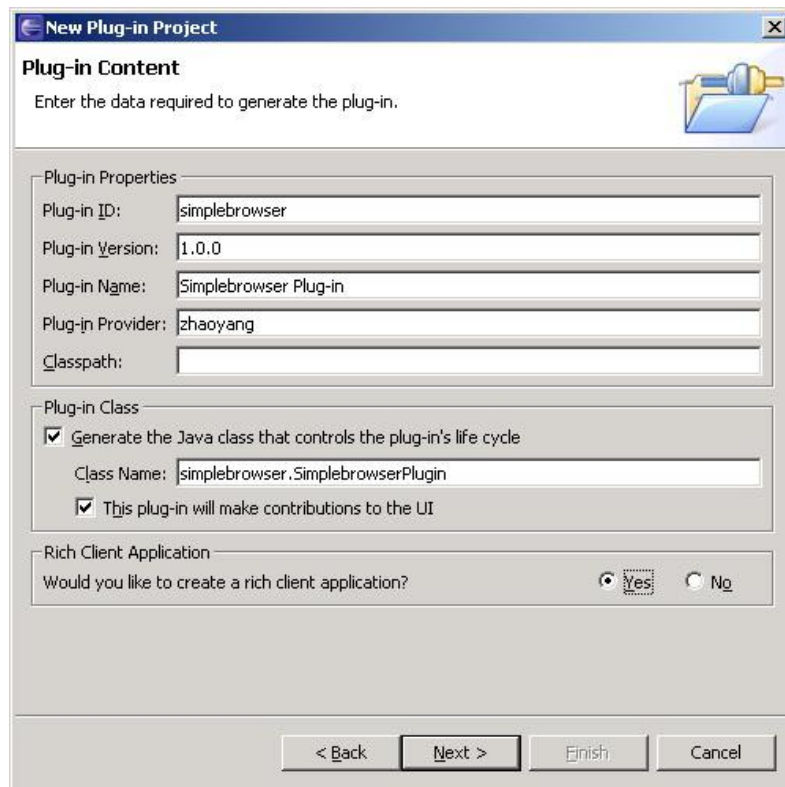 New Plug-in Project
Plug-in Content
Enter the data required to generate the plug-in.
Plug-in Properties
Plug-in ID: simplebrowser
Plug-in Version: 1.0.0
Plug-in Name: Simplebrowser Plug-in
Plug-in Provider: zhaoyang
Classpath:
Plug-in Class
Generate the Java class that controls the plug-in's life cycle
Class Name: simplebrowser.SimplebrowserPlugin
This plug-in will make contributions to the UI
Rich Client Application
Would you like to create a rich client application? Yes No
< Back Next > Finish Cancel